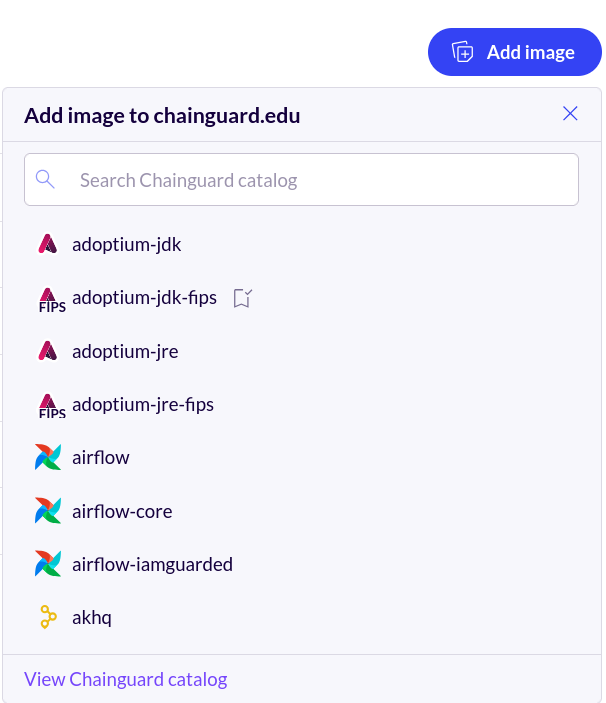 Add image
Add image to chainguard.edu
Search Chainguard catalog
adoptium-jdk
FIPS adoptium-jdk-fips
adoptium-jre
FIPS adoptium-jre-fips
airflow
airflow-core
airflow-iamguarded
akhq
View Chainguard catalog